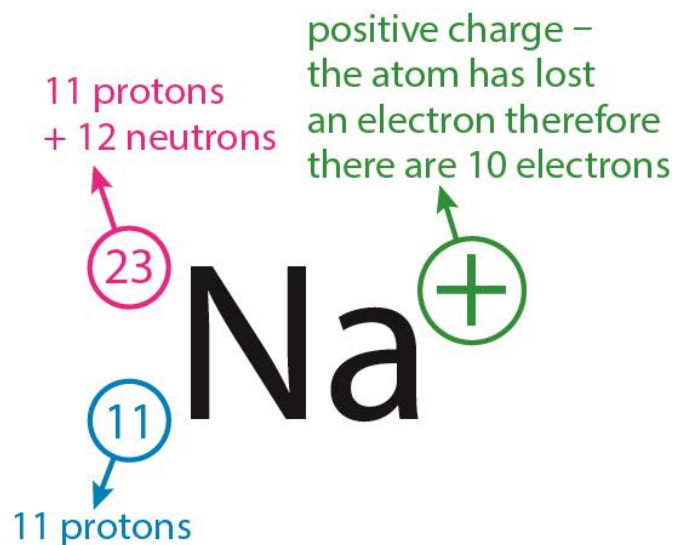 positive charge –
the atom has lost
an electron therefore
there are 10 electrons
11 protons
+ 12 neutrons
23
Na
+
11
11 protons